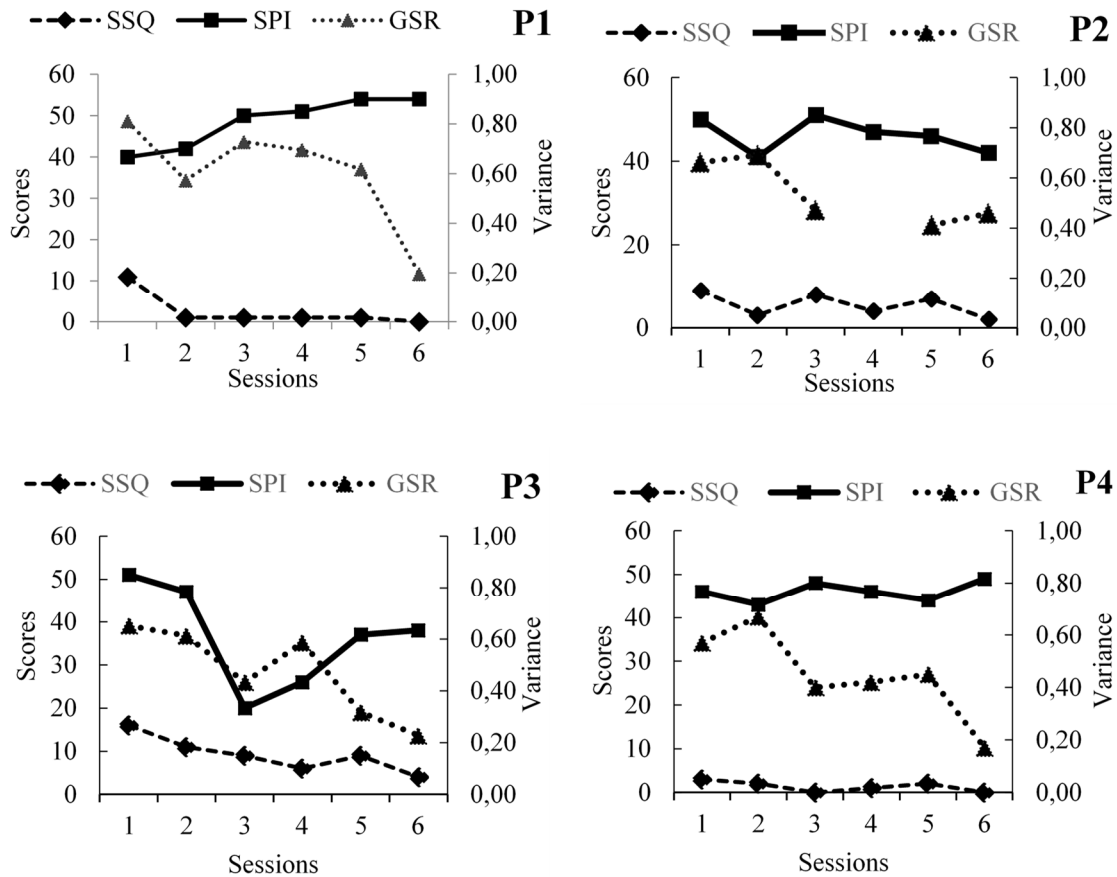 SSQ SPI GSR P1
60 1,00
50 0,80
40 0,60
30 0,40
20 0,20
10 0,00
0
Scores
Variance
1 2 3 4 5 6
Sessions
SSQ SPI GSR P2
60 1,00
40 0,80
20 0,60
0 0,40
0,20
0,00
Scores
Variance
1 2 3 4 5 6
Sessions
SSQ SPI GSR P3
60 1,00
50 0,80
40 0,60
30 0,40
20 0,20
10 0,00
0
Scores
Variance
1 2 3 4 5 6
Sessions
SSQ SPI GSR P4
60 1,00
50 0,80
40 0,60
30 0,40
20 0,20
10 0,00
0
Scores
Variance
1 2 3 4 5 6
Sessions